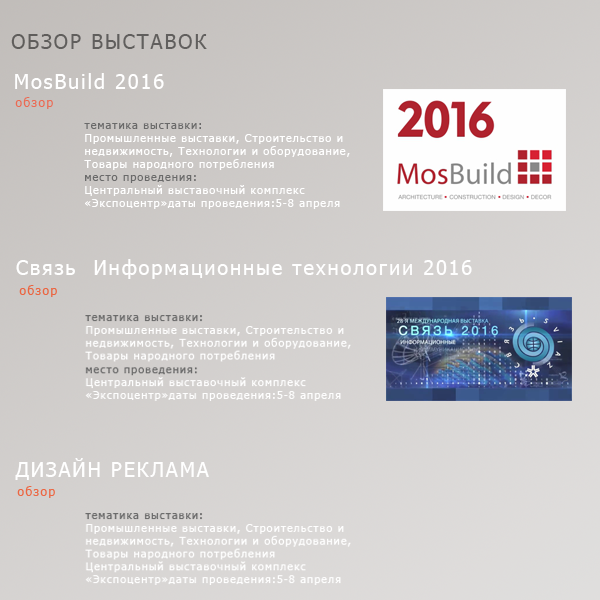 ОБЗОР ВЫСТАВОК
MosBuild 2016
обзор
тематика выставки:
Промышленные выставки, Строительство и
недвижимость, Технологии и оборудование,
Товары народного потребления
место проведения:
Центральный выставочный комплекс
«Экспоцентр»даты проведения:5-8 апреля
2016
MosBuild
ARCHITECTURE • CONSTRUCTION • DESIGN • DECOR
Связь Информационные технологии 2016
обзор
тематика выставки:
Промышленные выставки, Строительство и
недвижимость, Технологии и оборудование,
Товары народного потребления
место проведения:
Центральный выставочный комплекс
«Экспоцентр»даты проведения:5-8 апреля
28-Я МЕЖДУНАРОДНАЯ ВЫСТАВКА
СВЯЗЬ 2016
ИНФОРМАЦИОННЫЕ
ДИЗАЙН РЕКЛАМА
обзор
тематика выставки:
Промышленные выставки, Строительство и
недвижимость, Технологии и оборудование,
Товары народного потребления
Центральный выставочный комплекс
«Экспоцентр»даты проведения:5-8 апреля